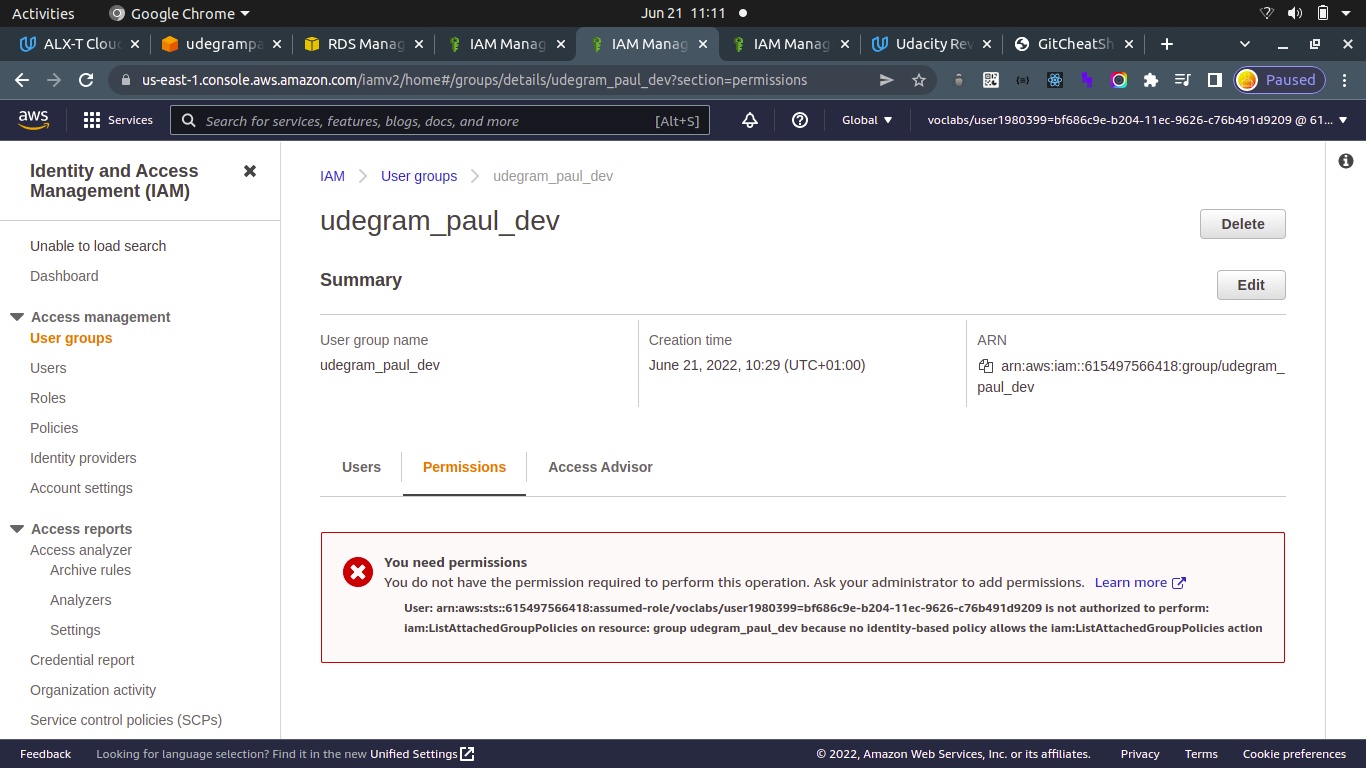 Activities
Google Chrome
Jun 21 11:11
ALX-T Clou
udegrampa
RDS Manag
IAM Manag
IAM Manag
IAM Manag
Udacity Rev
GitCheatSh
us-east-1.console.aws.amazon.com/iamv2/home#/groups/details/udegram_paul_dev?section=permissions
Paused
aws
Services
Search for services, features, blogs, docs, and more
[Alt+S]
Global
voclabs/user1980399=bf686c9e-b204-11ec-9626-c76b491d9209 @ 61...
Identity and Access
Management (IAM)
Unable to load search
Dashboard
Access management
User groups
Users
Roles
Policies
Identity providers
Account settings
Access reports
Access analyzer
Archive rules
Analyzers
Settings
Credential report
Organization activity
Service control policies (SCPs)
IAM
User groups
udegram_paul_dev
udegram_paul_dev
Delete
Summary
Edit
User group name
udegram_paul_dev
Creation time
June 21, 2022, 10:29 (UTC+01:00)
ARN
arn:aws:iam::615497566418:group/udegram_
paul_dev
Users
Permissions
Access Advisor
You need permissions
You do not have the permission required to perform this operation. Ask your administrator to add permissions. Learn more
User: arn:aws:sts::615497566418:assumed-role/voclabs/user1980399=bf686c9e-b204-11ec-9626-c76b491d9209 is not authorized to perform:
iam:ListAttachedGroupPolicies on resource: group udegram_paul_dev because no identity-based policy allows the iam:ListAttachedGroupPolicies action
Feedback
Looking for language selection? Find it in the new Unified Settings
© 2022, Amazon Web Services, Inc. or its affiliates.
Privacy
Terms
Cookie preferences